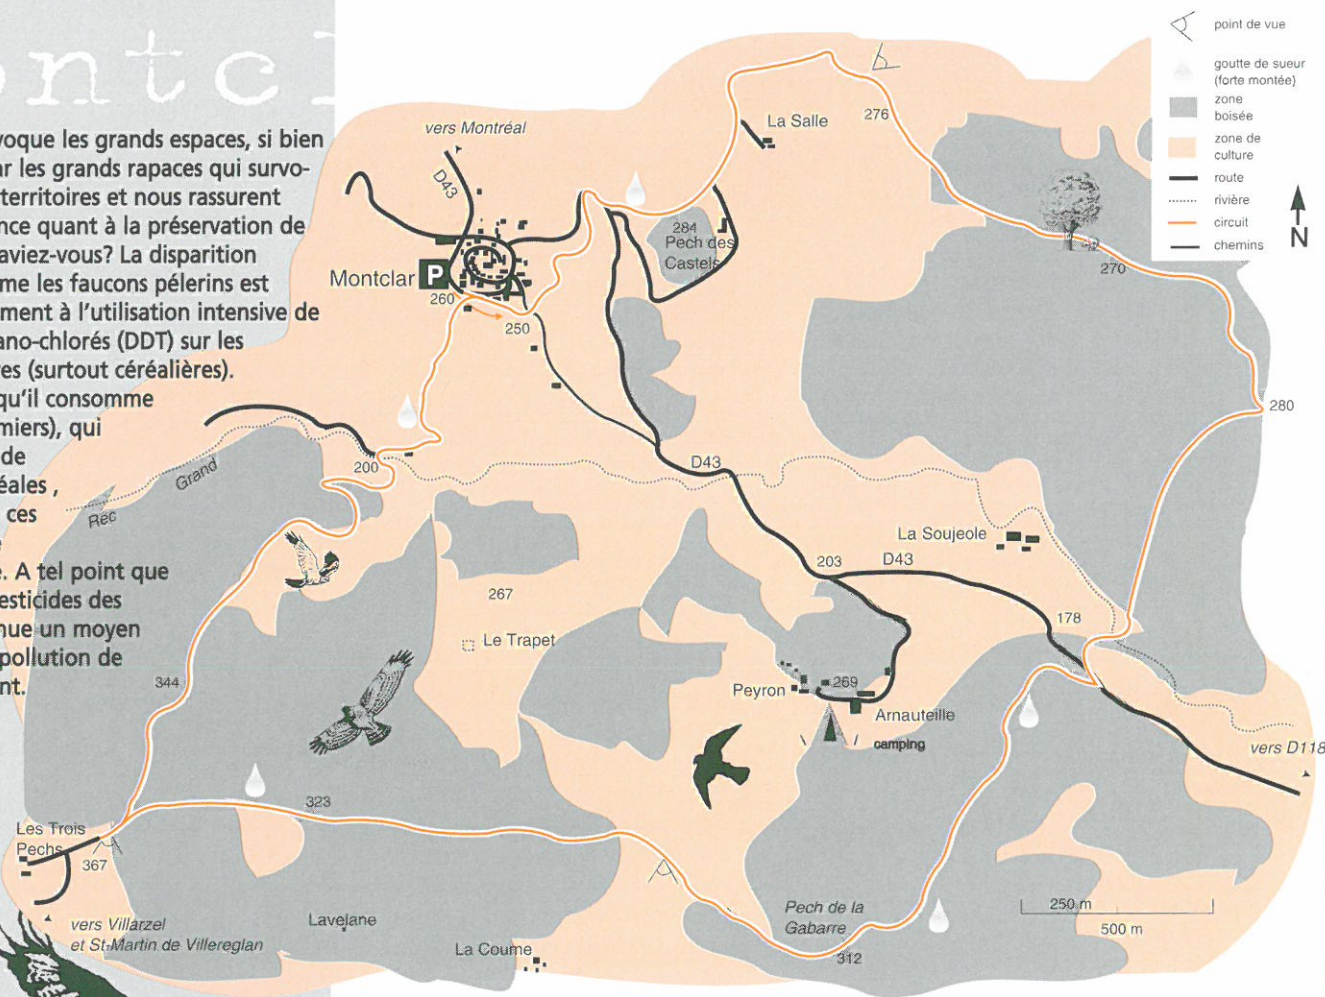 ontcl
voque les grands espaces, si bien
ar les grands rapaces qui survo-
territoires et nous rassurent
nce quant à la préservation de
aviez-vous? La disparition
me les faucons pélerins est
ment à l'utilisation intensive de
ano-chlorés (DDT) sur les
res (surtout céréalières).
qu'il consomme
miers), qui
de
éales ,
ces
e. A tel point que
esticides des
nue un moyen
pollution de
nt.
point de vue
goutte de sueur
(forte montée)
zone
boisée
zone de
culture
route
rivière
circuit
chemins
N
vers Montréal
D43
La Salle
276
284
Pech des
Castels
Montclar
P
260
250
270
280
200
Grand
Rec
D43
La Soujeole
203
D43
267
178
Le Trapet
344
Peyron
269
Arnauteille
camping
vers D118
323
Les Trois
Pechs
367
vers Villarzel
et St-Martin de Villereglan
Lavelane
La Coume
Pech de la
Gabarre
312
250 m
500 m